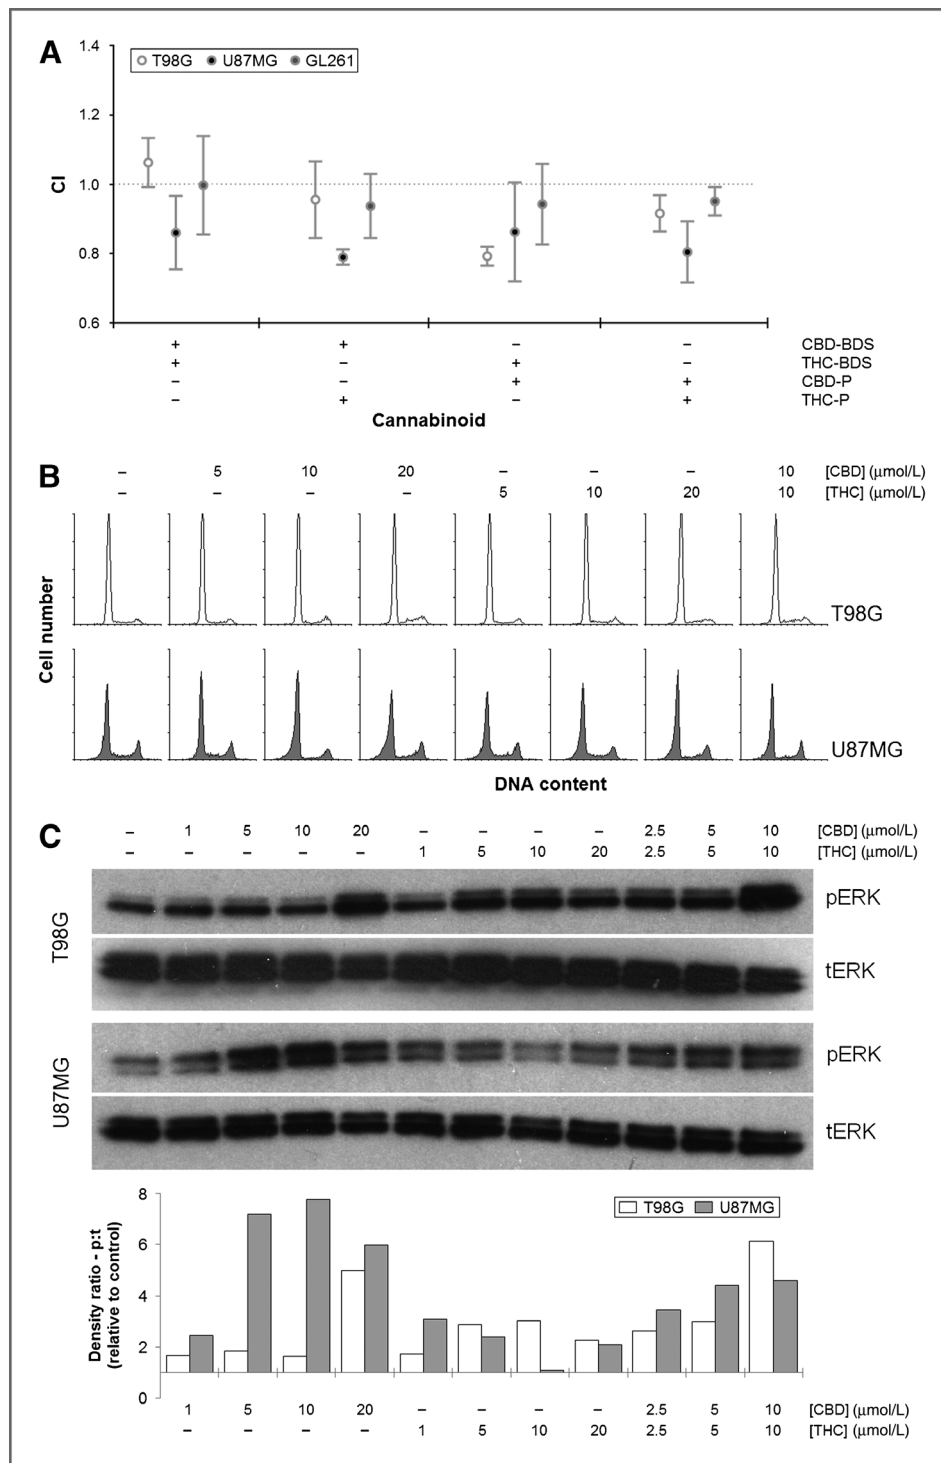 A
T98G U87MG GL261
1.4
1.2
1.0
0.8
0.6
CI
+ + – – CBD-BDS
+ – + – THC-BDS
– – + + CBD-P
– + – + THC-P
Cannabinoid
B
– 5 10 20 – – – 10 [CBD] (μmol/L)
– – – – 5 10 20 10 [THC] (μmol/L)
Cell number
T98G
U87MG
DNA content
C
– 1 5 10 20 – – – – 2.5 5 10 [CBD] (μmol/L)
– – – – – 1 5 10 20 2.5 5 10 [THC] (μmol/L)
T98G
pERK
tERK
U87MG
pERK
tERK
Density ratio - p:t
(relative to control)
8
6
4
2
0
T98G U87MG
1 5 10 20 – – – – 2.5 5 10 [CBD] (μmol/L)
– – – – 1 5 10 20 2.5 5 10 [THC] (μmol/L)